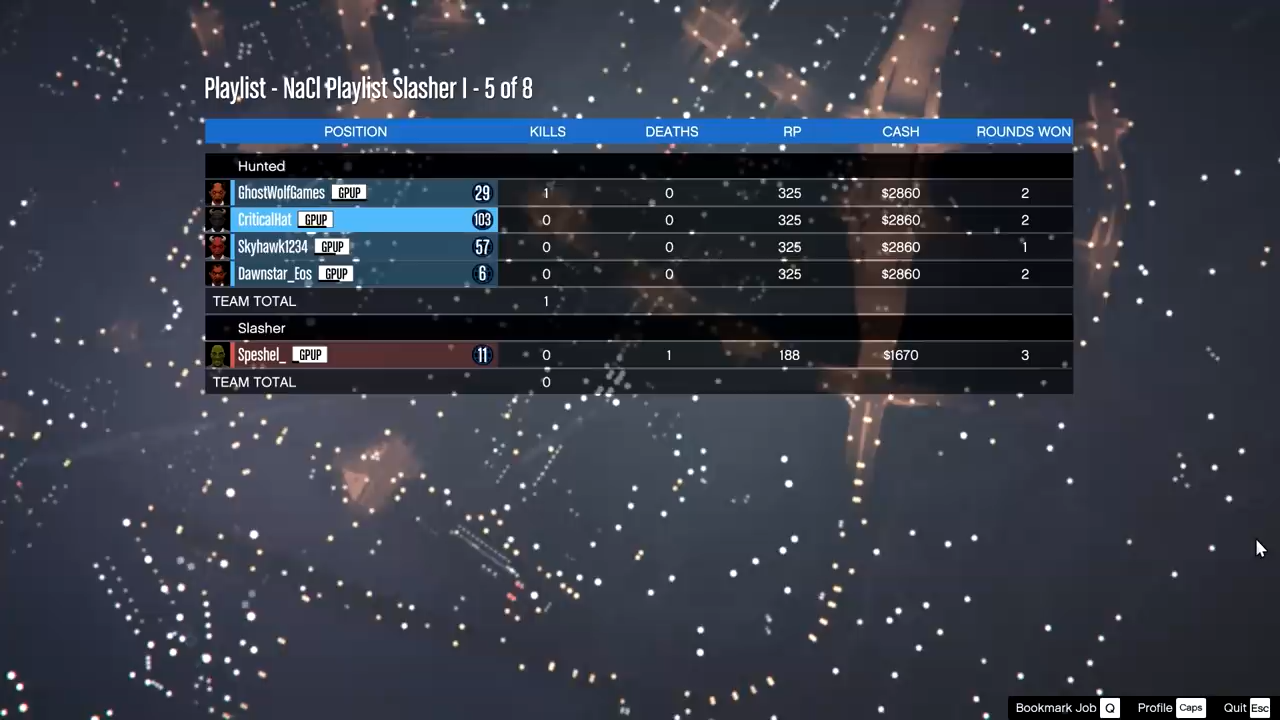 Playlist - NaCl Playlist Slasher I - 5 of 8
POSITION KILLS DEATHS RP CASH ROUNDS WON
Hunted
GhostWolfGames GPUP 29 1 0 325 $2860 2
CriticalHat GPUP 103 0 0 325 $2860 2
Skyhawk1234 GPUP 57 0 0 325 $2860 1
Dawnstar_Eos GPUP 6 0 0 325 $2860 2
TEAM TOTAL 1
Slasher
Speshel_ GPUP 11 0 1 188 $1670 3
TEAM TOTAL 0
Bookmark Job Q Profile Caps Quit Esc